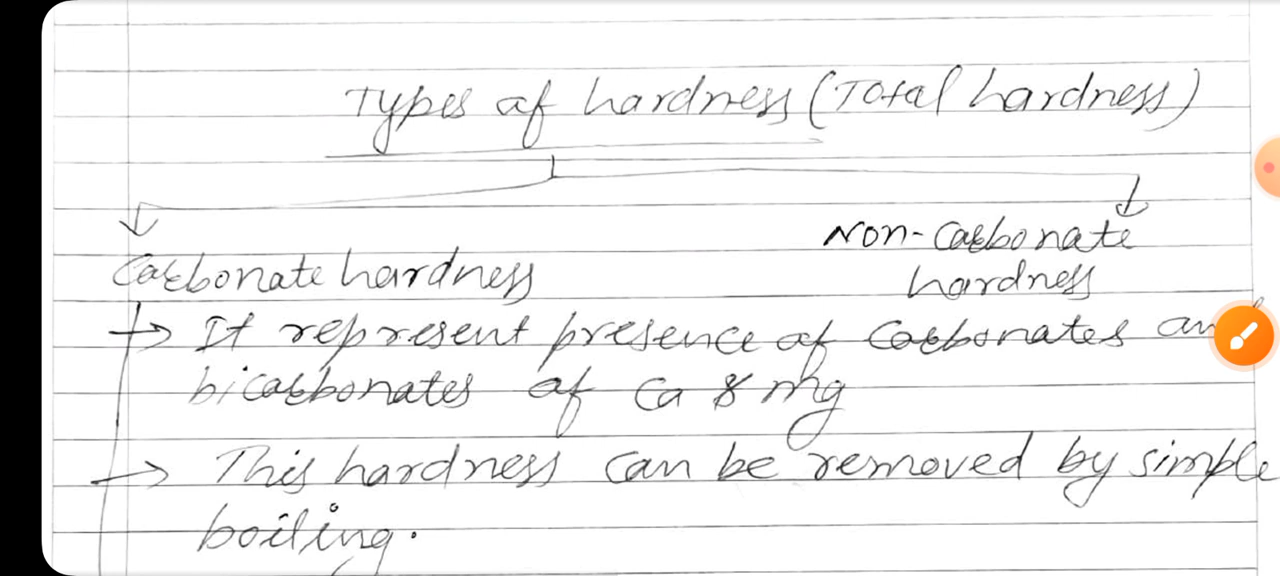 Types of hardness (Total hardness)
Carbonate hardness
Non-Carbonate
hardness
→ It represent presence of Carbonates an
bicarbonates of Ca & mg
→ This hardness can be removed by simple
boiling.